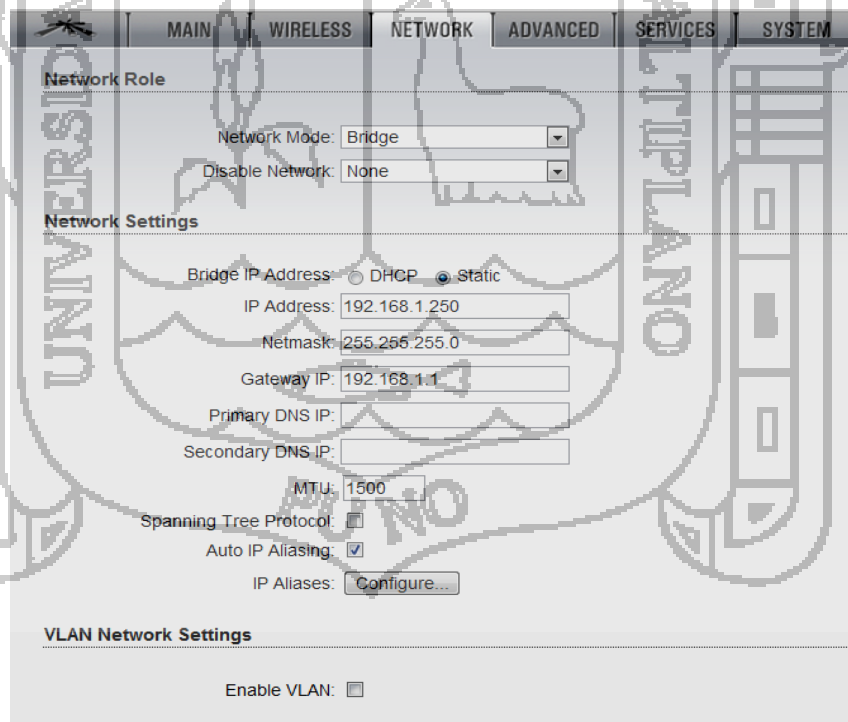 MAIN WIRELESS NETWORK ADVANCED SERVICES SYSTEM
Network Role
Network Mode: Bridge
Disable Network: None
Network Settings
Bridge IP Address: DHCP Static
IP Address: 192.168.1.250
Netmask: 255.255.255.0
Gateway IP: 192.168.1.1
Primary DNS IP:
Secondary DNS IP:
MTU: 1500
Spanning Tree Protocol:
Auto IP Aliasing:
IP Aliases: Configure...
VLAN Network Settings
Enable VLAN:
UNIVERSID
ALTIPLANO
PUNO